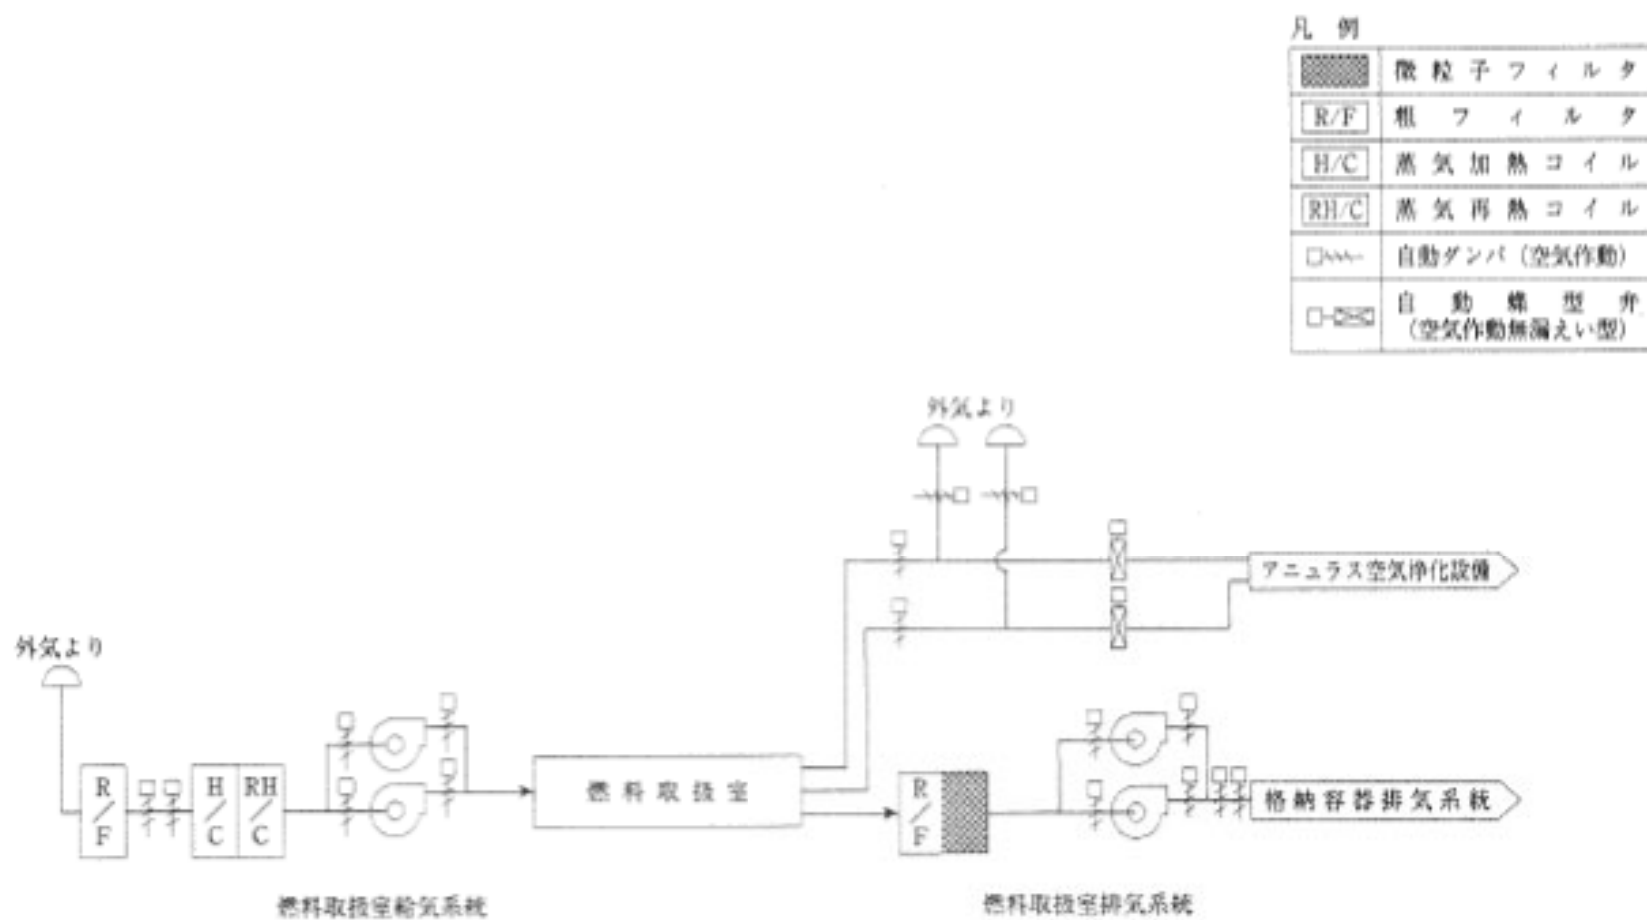 凡例
微粒子フィルタ
R/F 粗フィルタ
H/C 蒸気加熱コイル
RH/C 蒸気再熱コイル
自動ダンパ（空気作動）
自動蝶型弁
（空気作動無漏えい型）
外気より
アニュラス空気浄化設備
外気より
R/F
H/C
RH/C
燃料取扱室
R/F
格納容器排気系統
燃料取扱室給気系統
燃料取扱室排気系統